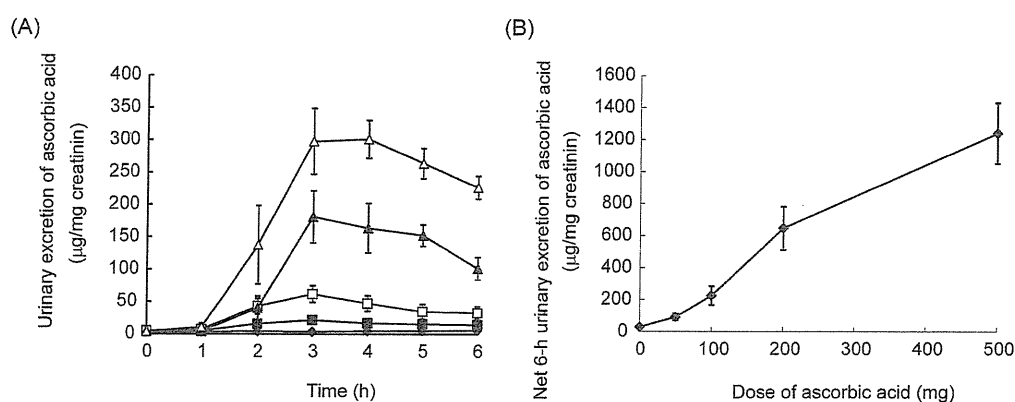 (A)
Urinary excretion of ascorbic acid
(μg/mg creatinin)
400
350
300
250
200
150
100
50
0
0 1 2 3 4 5 6
Time (h)
(B)
Net 6-h urinary excretion of ascorbic acid
(μg/mg creatinin)
1600
1400
1200
1000
800
600
400
200
0
0 100 200 300 400 500
Dose of ascorbic acid (mg)